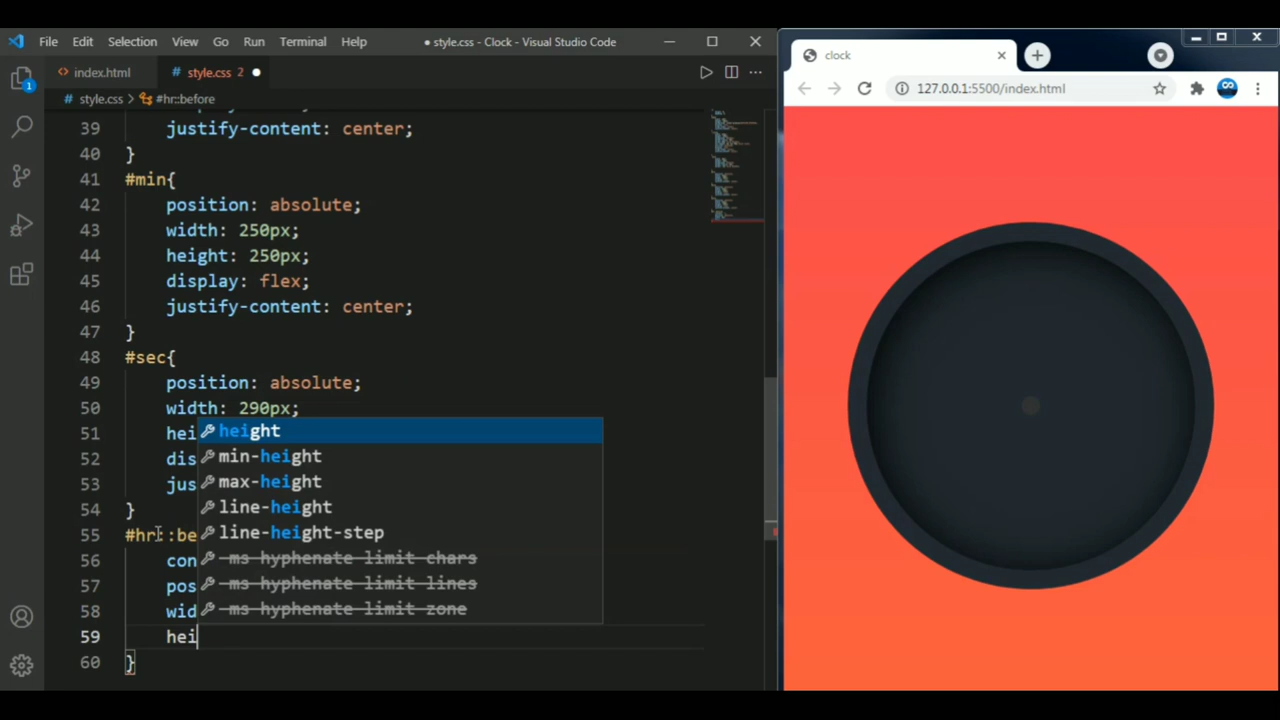 File Edit Selection View Go Run Terminal Help ● style.css - Clock - Visual Studio Code
index.html
# style.css 2 ●
# style.css > #hr::before
39 justify-content: center;
40 }
41 #min{
42 position: absolute;
43 width: 250px;
44 height: 250px;
45 display: flex;
46 justify-content: center;
47 }
48 #sec{
49 position: absolute;
50 width: 290px;
51 hei
52 dis
53 jus
54 }
55 #hr::be
56 con
57 pos
58 wid
59 hei
60 }
height
min-height
max-height
line-height
line-height-step
-ms-hyphenate-limit-chars
-ms-hyphenate-limit-lines
-ms-hyphenate-limit-zone
1
clock
127.0.0.1:5500/index.html